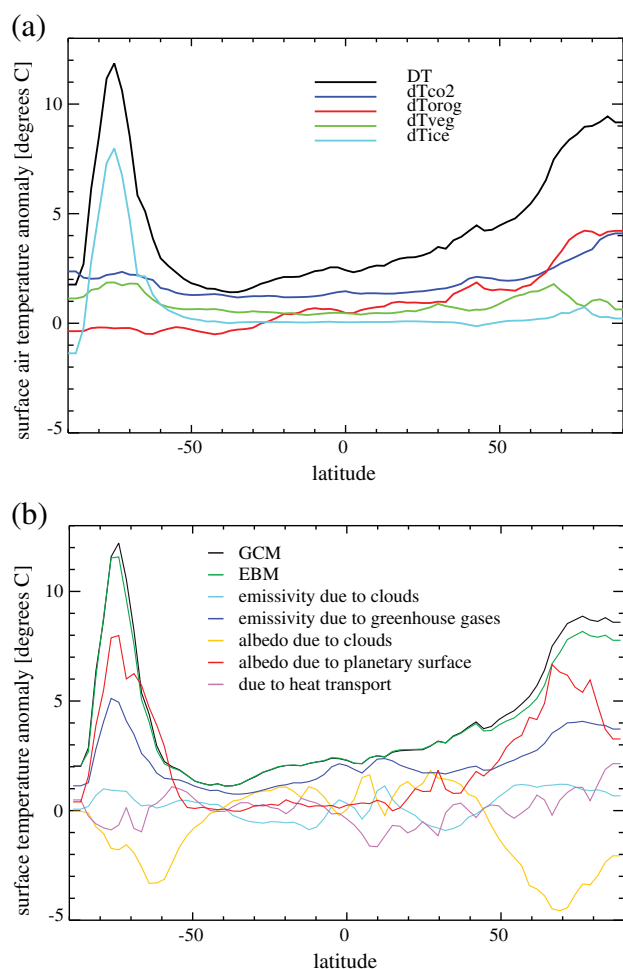 (a)
surface air temperature anomaly [degrees C]
10
5
0
-5
DT
dTco2
dTorog
dTveg
dTice
-50
0
50
latitude
(b)
surface temperature anomaly [degrees C]
10
5
0
-5
GCM
EBM
emissivity due to clouds
emissivity due to greenhouse gases
albedo due to clouds
albedo due to planetary surface
due to heat transport
-50
0
50
latitude